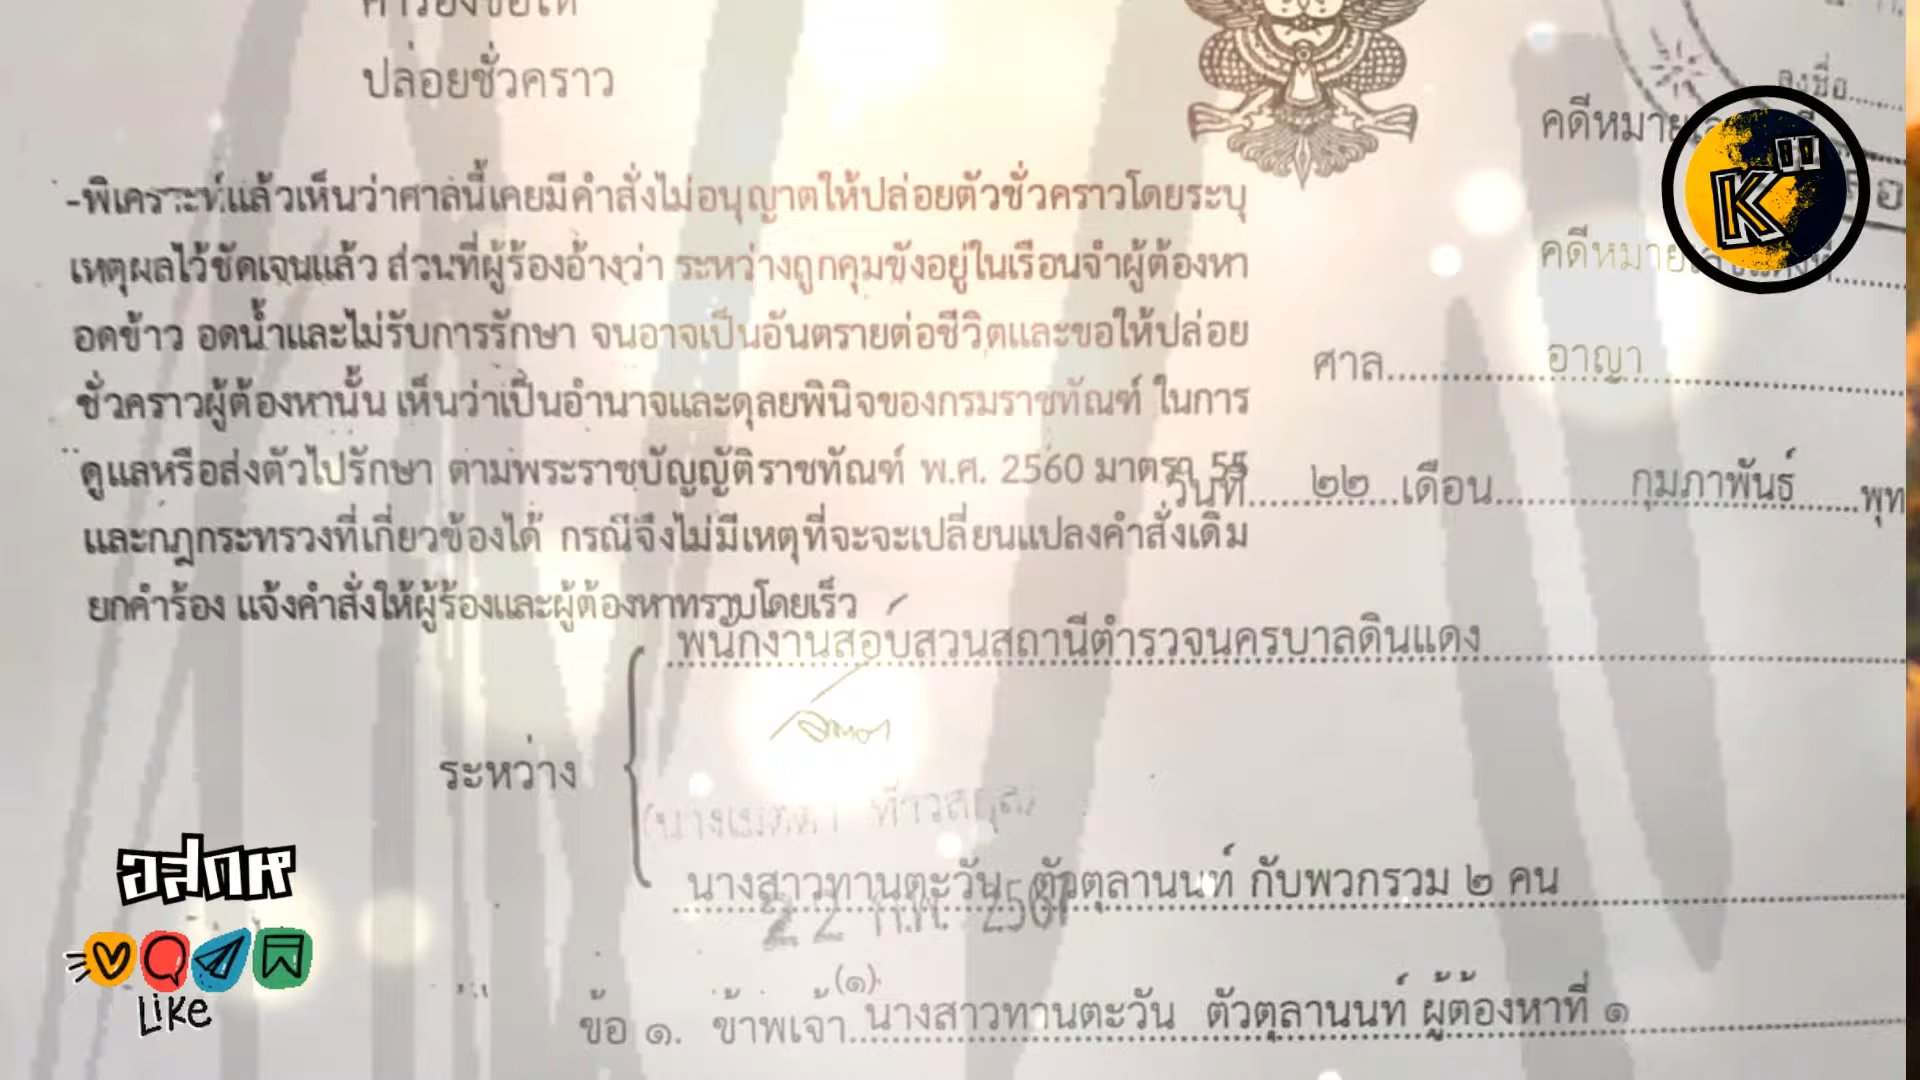 คำร้องขอให้
ปล่อยชั่วคราว
ลงชื่อ
คดีหมาย
K"
-พิเคราะห์แล้วเห็นว่าศาลนี้เคยมีคำสั่งไม่อนุญาตให้ปล่อยตัวชั่วคราวโดยระบุ
เหตุผลไว้ชัดเจนแล้ว ส่วนที่ผู้ร้องอ้างว่า ระหว่างถูกคุมขังอยู่ในเรือนจำผู้ต้องหา
คดีหมาย
อดข้าว อดน้ำและไม่รับการรักษา จนอาจเป็นอันตรายต่อชีวิตและขอให้ปล่อย
ศาล อาญา
ชั่วคราวผู้ต้องหานั้น เห็นว่าเป็นอำนาจและดุลยพินิจของกรมราชทัณฑ์ ในการ
ดูแลหรือส่งตัวไปรักษา ตามพระราชบัญญัติราชทัณฑ์ พ.ศ. 2560 มาตรา 55
วันที่ ๒๒ เดือน กุมภาพันธ์ พุท
และกฎกระทรวงที่เกี่ยวข้องได้ กรณีจึงไม่มีเหตุที่จะจะเปลี่ยนแปลงคำสั่งเดิม
ยกคำร้อง แจ้งคำสั่งให้ผู้ร้องและผู้ต้องหาทราบโดยเร็ว
พนักงานสอบสวนสถานีตำรวจนครบาลดินแดง
ระหว่าง
นางสาวทานตะวัน ตัวตุลานนท์ กับพวกรวม ๒ คน
22 ก.พ. 2567
(๑)
ข้อ ๑. ข้าพเจ้า นางสาวทานตะวัน ตัวตุลานนท์ ผู้ต้องหาที่ ๑
อสกห
LiKe